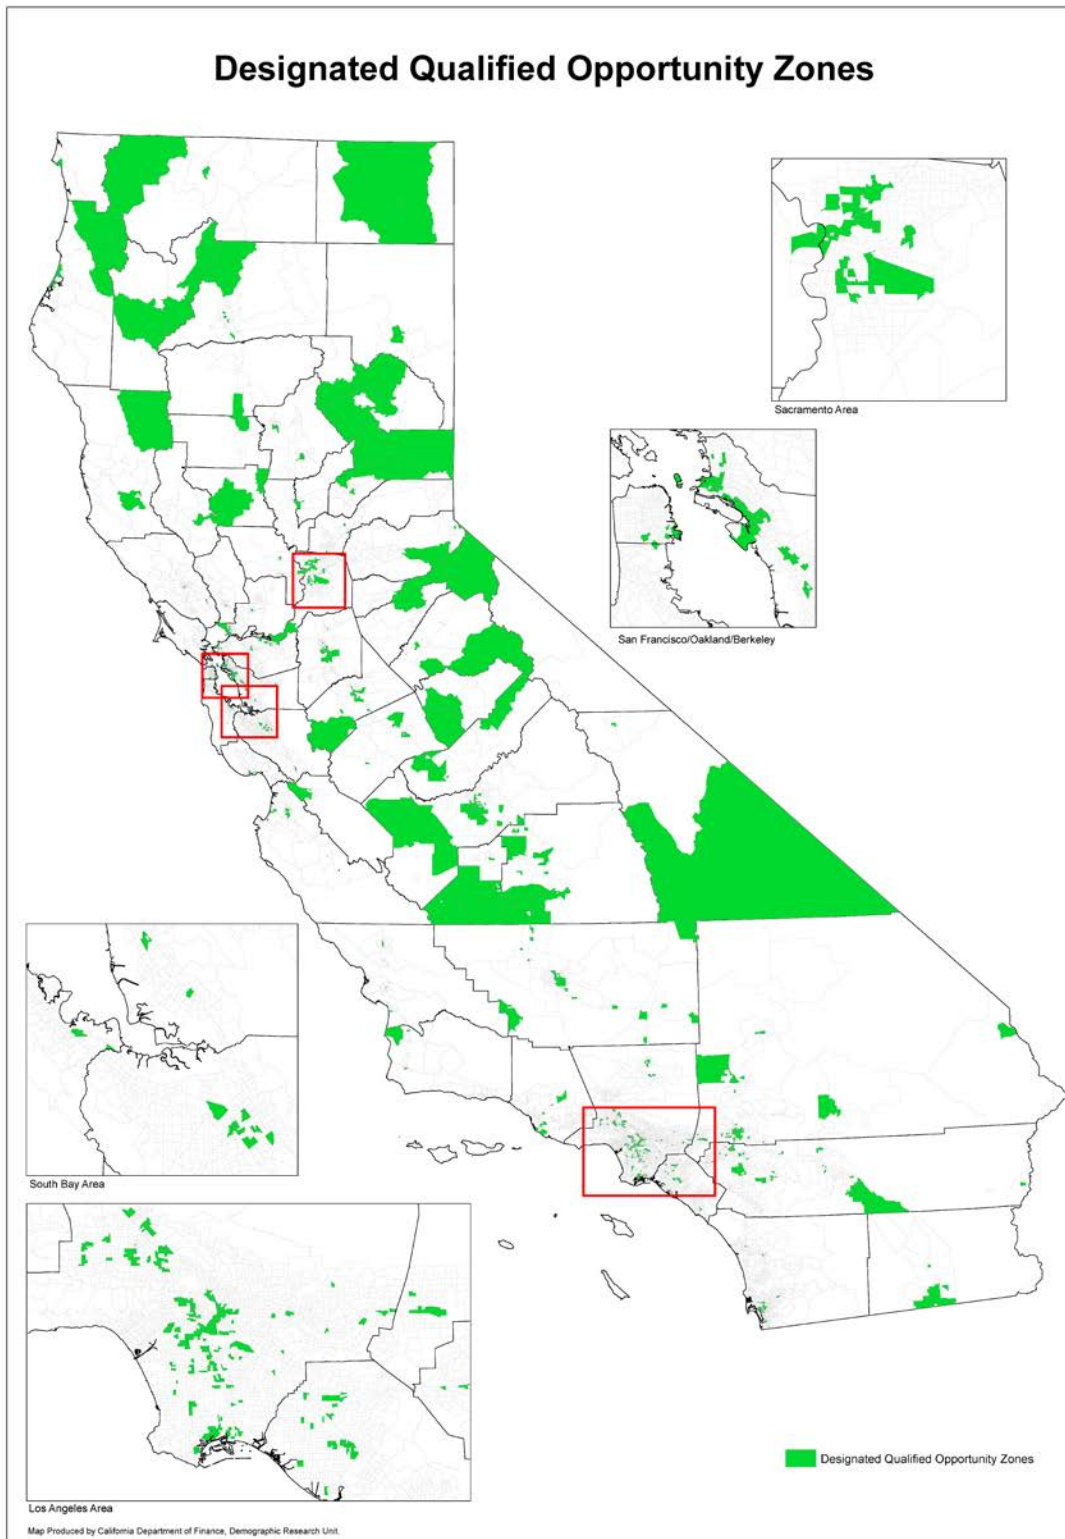 Designated Qualified Opportunity Zones
Sacramento Area
San Francisco/Oakland/Berkeley
South Bay Area
Designated Qualified Opportunity Zones
Los Angeles Area
Map Produced by California Department of Finance, Demographic Research Unit.